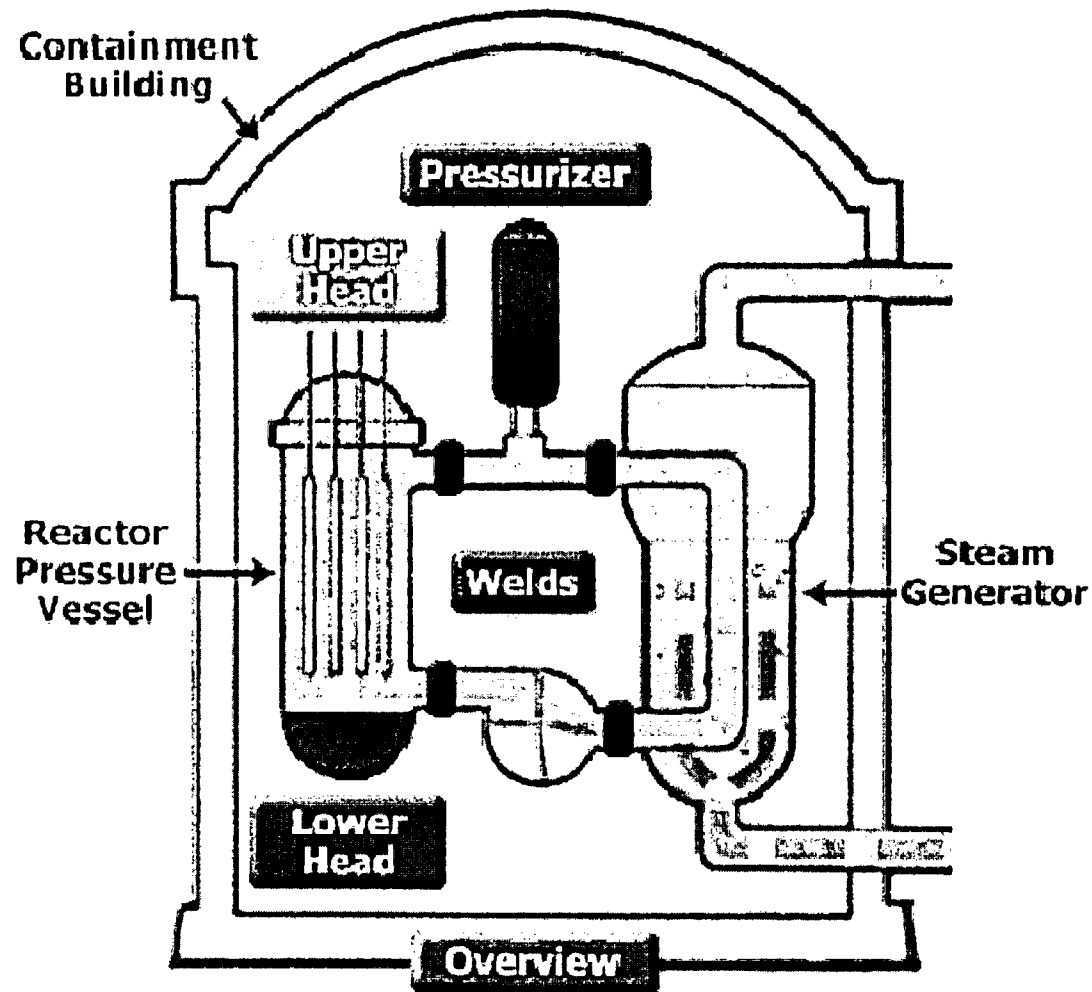 Containment
Building
Pressurizer
Upper
Head
Reactor
Pressure
Vessel
Welds
Steam
Generator
Lower
Head
Overview